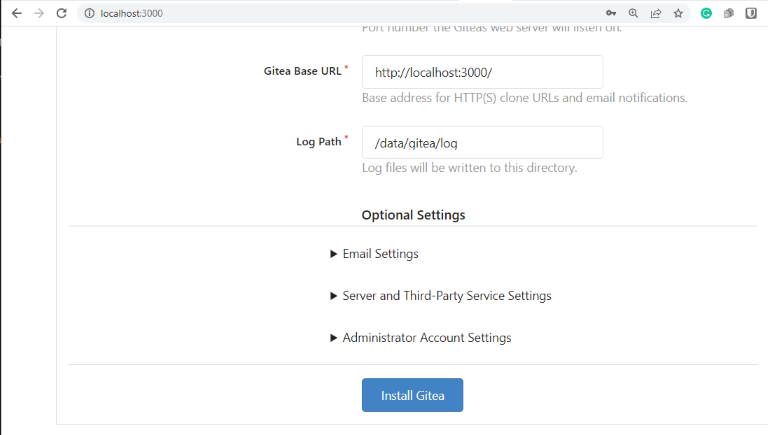 localhost:3000
Port number the Giteas web server will listen on.
Gitea Base URL *
http://localhost:3000/
Base address for HTTP(S) clone URLs and email notifications.
Log Path *
/data/gitea/log
Log files will be written to this directory.
Optional Settings
Email Settings
Server and Third-Party Service Settings
Administrator Account Settings
Install Gitea